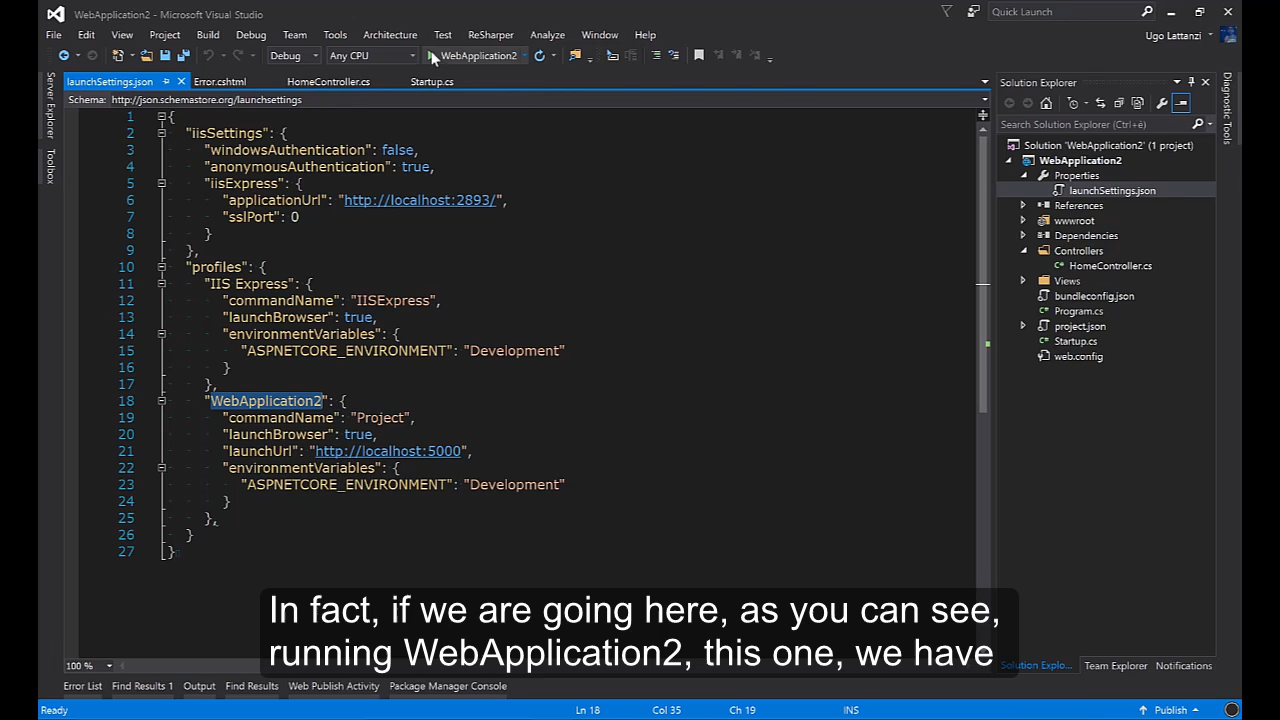 WebApplication2 - Microsoft Visual Studio
Quick Launch
File Edit View Project Build Debug Team Tools Architecture Test ReSharper Analyze Window Help
Ugo Lattanzi
Debug Any CPU WebApplication2
launchSettings.json Error.cshtml HomeController.cs Startup.cs
Schema: http://json.schemastore.org/launchsettings
Server Explorer
Toolbox
1 {
2 "iisSettings": {
3 "windowsAuthentication": false,
4 "anonymousAuthentication": true,
5 "iisExpress": {
6 "applicationUrl": "http://localhost:2893/",
7 "sslPort": 0
8 }
9 },
10 "profiles": {
11 "IIS Express": {
12 "commandName": "IISExpress",
13 "launchBrowser": true,
14 "environmentVariables": {
15 "ASPNETCORE_ENVIRONMENT": "Development"
16 }
17 },
18 "WebApplication2": {
19 "commandName": "Project",
20 "launchBrowser": true,
21 "launchUrl": "http://localhost:5000",
22 "environmentVariables": {
23 "ASPNETCORE_ENVIRONMENT": "Development"
24 }
25 },
26 }
27 }
Solution Explorer
Search Solution Explorer (Ctrl+è)
Solution 'WebApplication2' (1 project)
WebApplication2
Properties
launchSettings.json
References
wwwroot
Dependencies
Controllers
HomeController.cs
Views
bundleconfig.json
Program.cs
project.json
Startup.cs
web.config
Diagnostic Tools
In fact, if we are going here, as you can see,
running WebApplication2, this one, we have
100 %
Solution Explo... Team Explorer Notifications
Error List Find Results 1 Output Find Results Web Publish Activity Package Manager Console
Ready Ln 18 Col 35 Ch 19 INS Publish